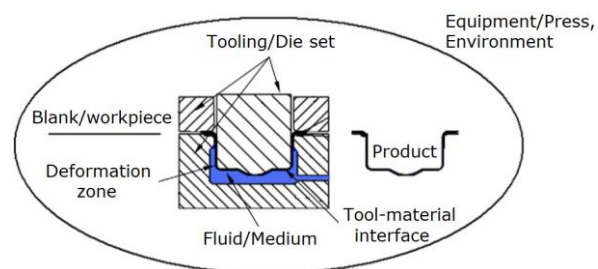 Equipment/Press,
Environment
Tooling/Die set
Blank/workpiece
Product
Deformation
zone
Tool-material
interface
Fluid/Medium